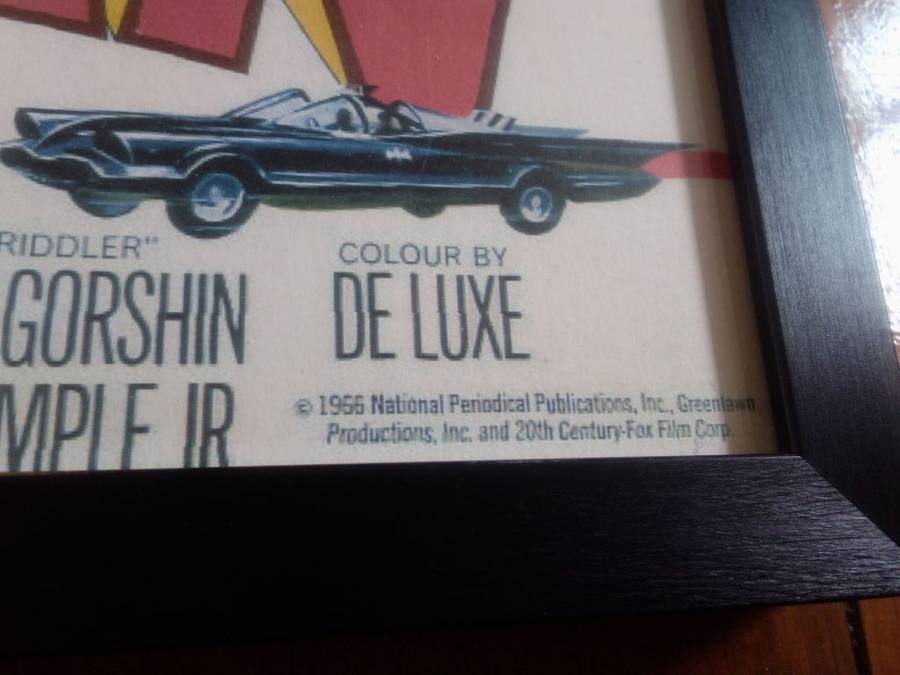 RIDDLER"
GORSHIN
MPLE JR
COLOUR BY
DE LUXE
© 1966 National Periodical Publications, Inc., Greenlawn
Productions, Inc. and 20th Century-Fox Film Corp.